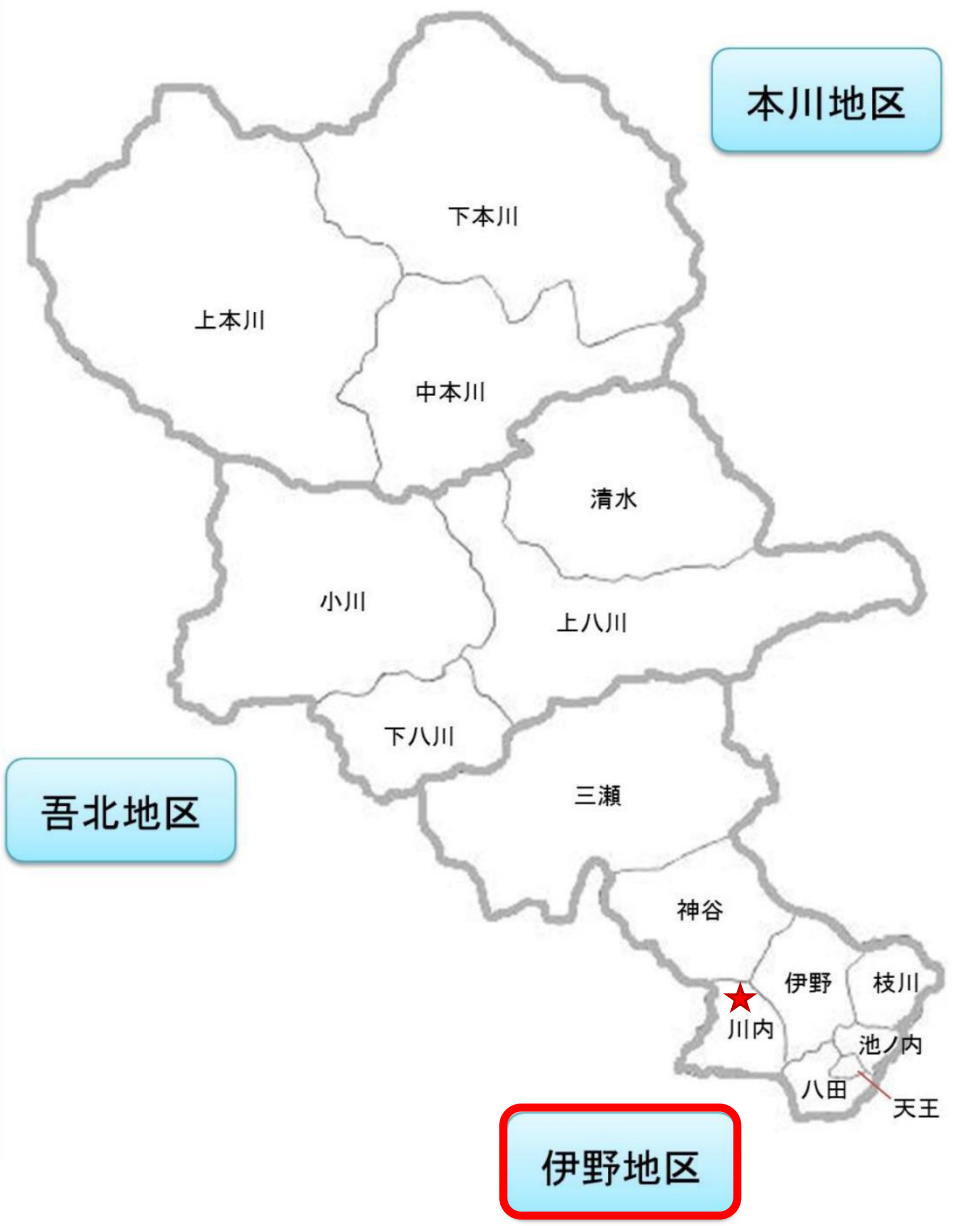 本川地区
下本川
上本川
中本川
清水
小川
上八川
下八川
吾北地区
三瀬
神谷
伊野
枝川
川内
池ノ内
八田
天王
伊野地区